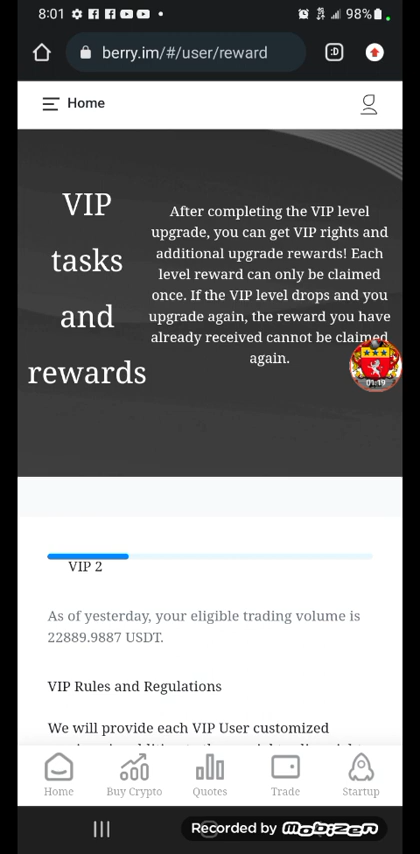 8:01
98%
berry.im/#/user/reward
:D
Home
VIP
tasks
and
rewards
After completing the VIP level
upgrade, you can get VIP rights and
additional upgrade rewards! Each
level reward can only be claimed
once. If the VIP level drops and you
upgrade again, the reward you have
already received cannot be claimed
again.
01:19
VIP 2
As of yesterday, your eligible trading volume is
22889.9887 USDT.
VIP Rules and Regulations
We will provide each VIP User customized
Home Buy Crypto Quotes Trade Startup
Recorded by Mobizen